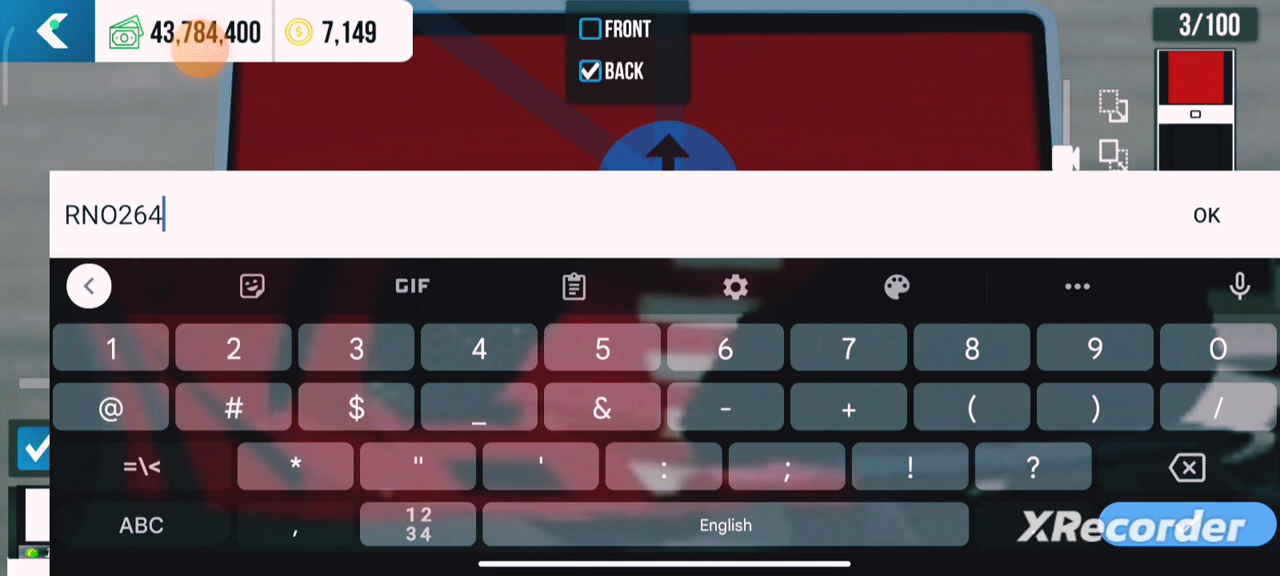 43,784,400
7,149
FRONT
BACK
3/100
RNO264
OK
GIF
1 2 3 4 5 6 7 8 9 0
@ # $ _ & - + ( ) /
=\< * " ' : ; ! ?
ABC , 12 34 English
XRecorder